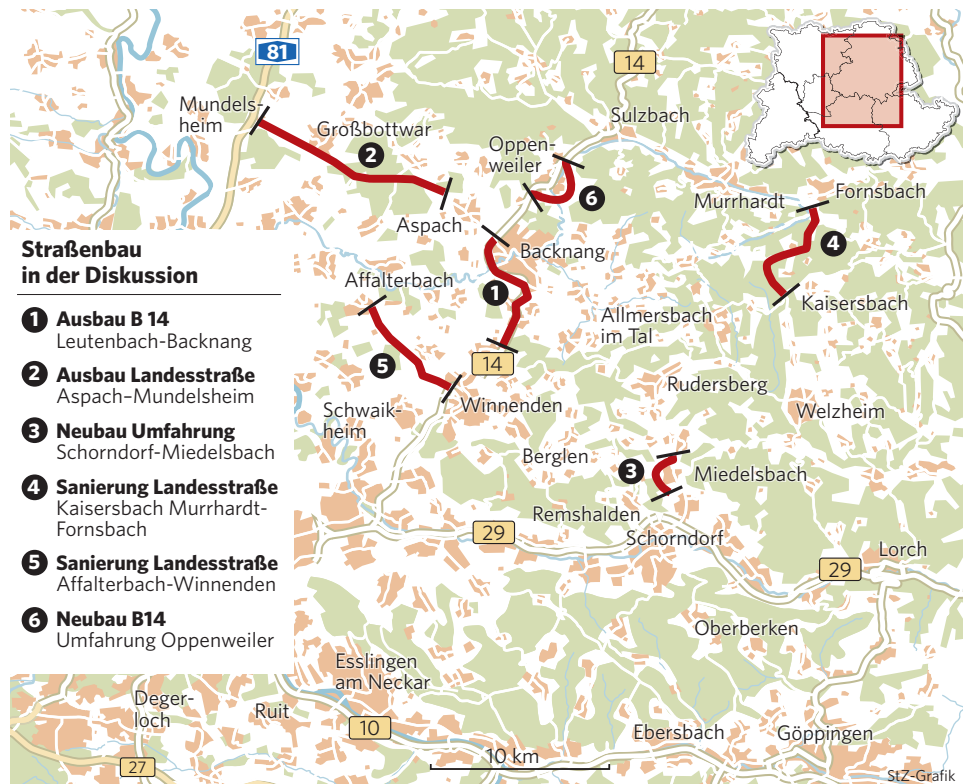 81
14
Mundels-
heim
Großbottwar
2
Sulzbach
Oppen-
weiler
6
Murrhardt
Fornsbach
4
Aspach
Backnang
Kaisersbach
Straßenbau
in der Diskussion
1 Ausbau B 14
Leutenbach-Backnang
2 Ausbau Landesstraße
Aspach–Mundelsheim
3 Neubau Umfahrung
Schorndorf-Miedelsbach
4 Sanierung Landesstraße
Kaisersbach Murrhardt-
Fornsbach
5 Sanierung Landesstraße
Affalterbach-Winnenden
6 Neubau B14
Umfahrung Oppenweiler
Affalterbach
1
Allmersbach
im Tal
5
14
Rudersberg
Winnenden
Welzheim
Schwaik-
heim
Berglen
3
Miedelsbach
Remshalden
29
Schorndorf
Lorch
29
Oberberken
Esslingen
am Neckar
Deger-
loch
Ruit
10
Ebersbach
Göppingen
27
10 km
StZ-Grafik